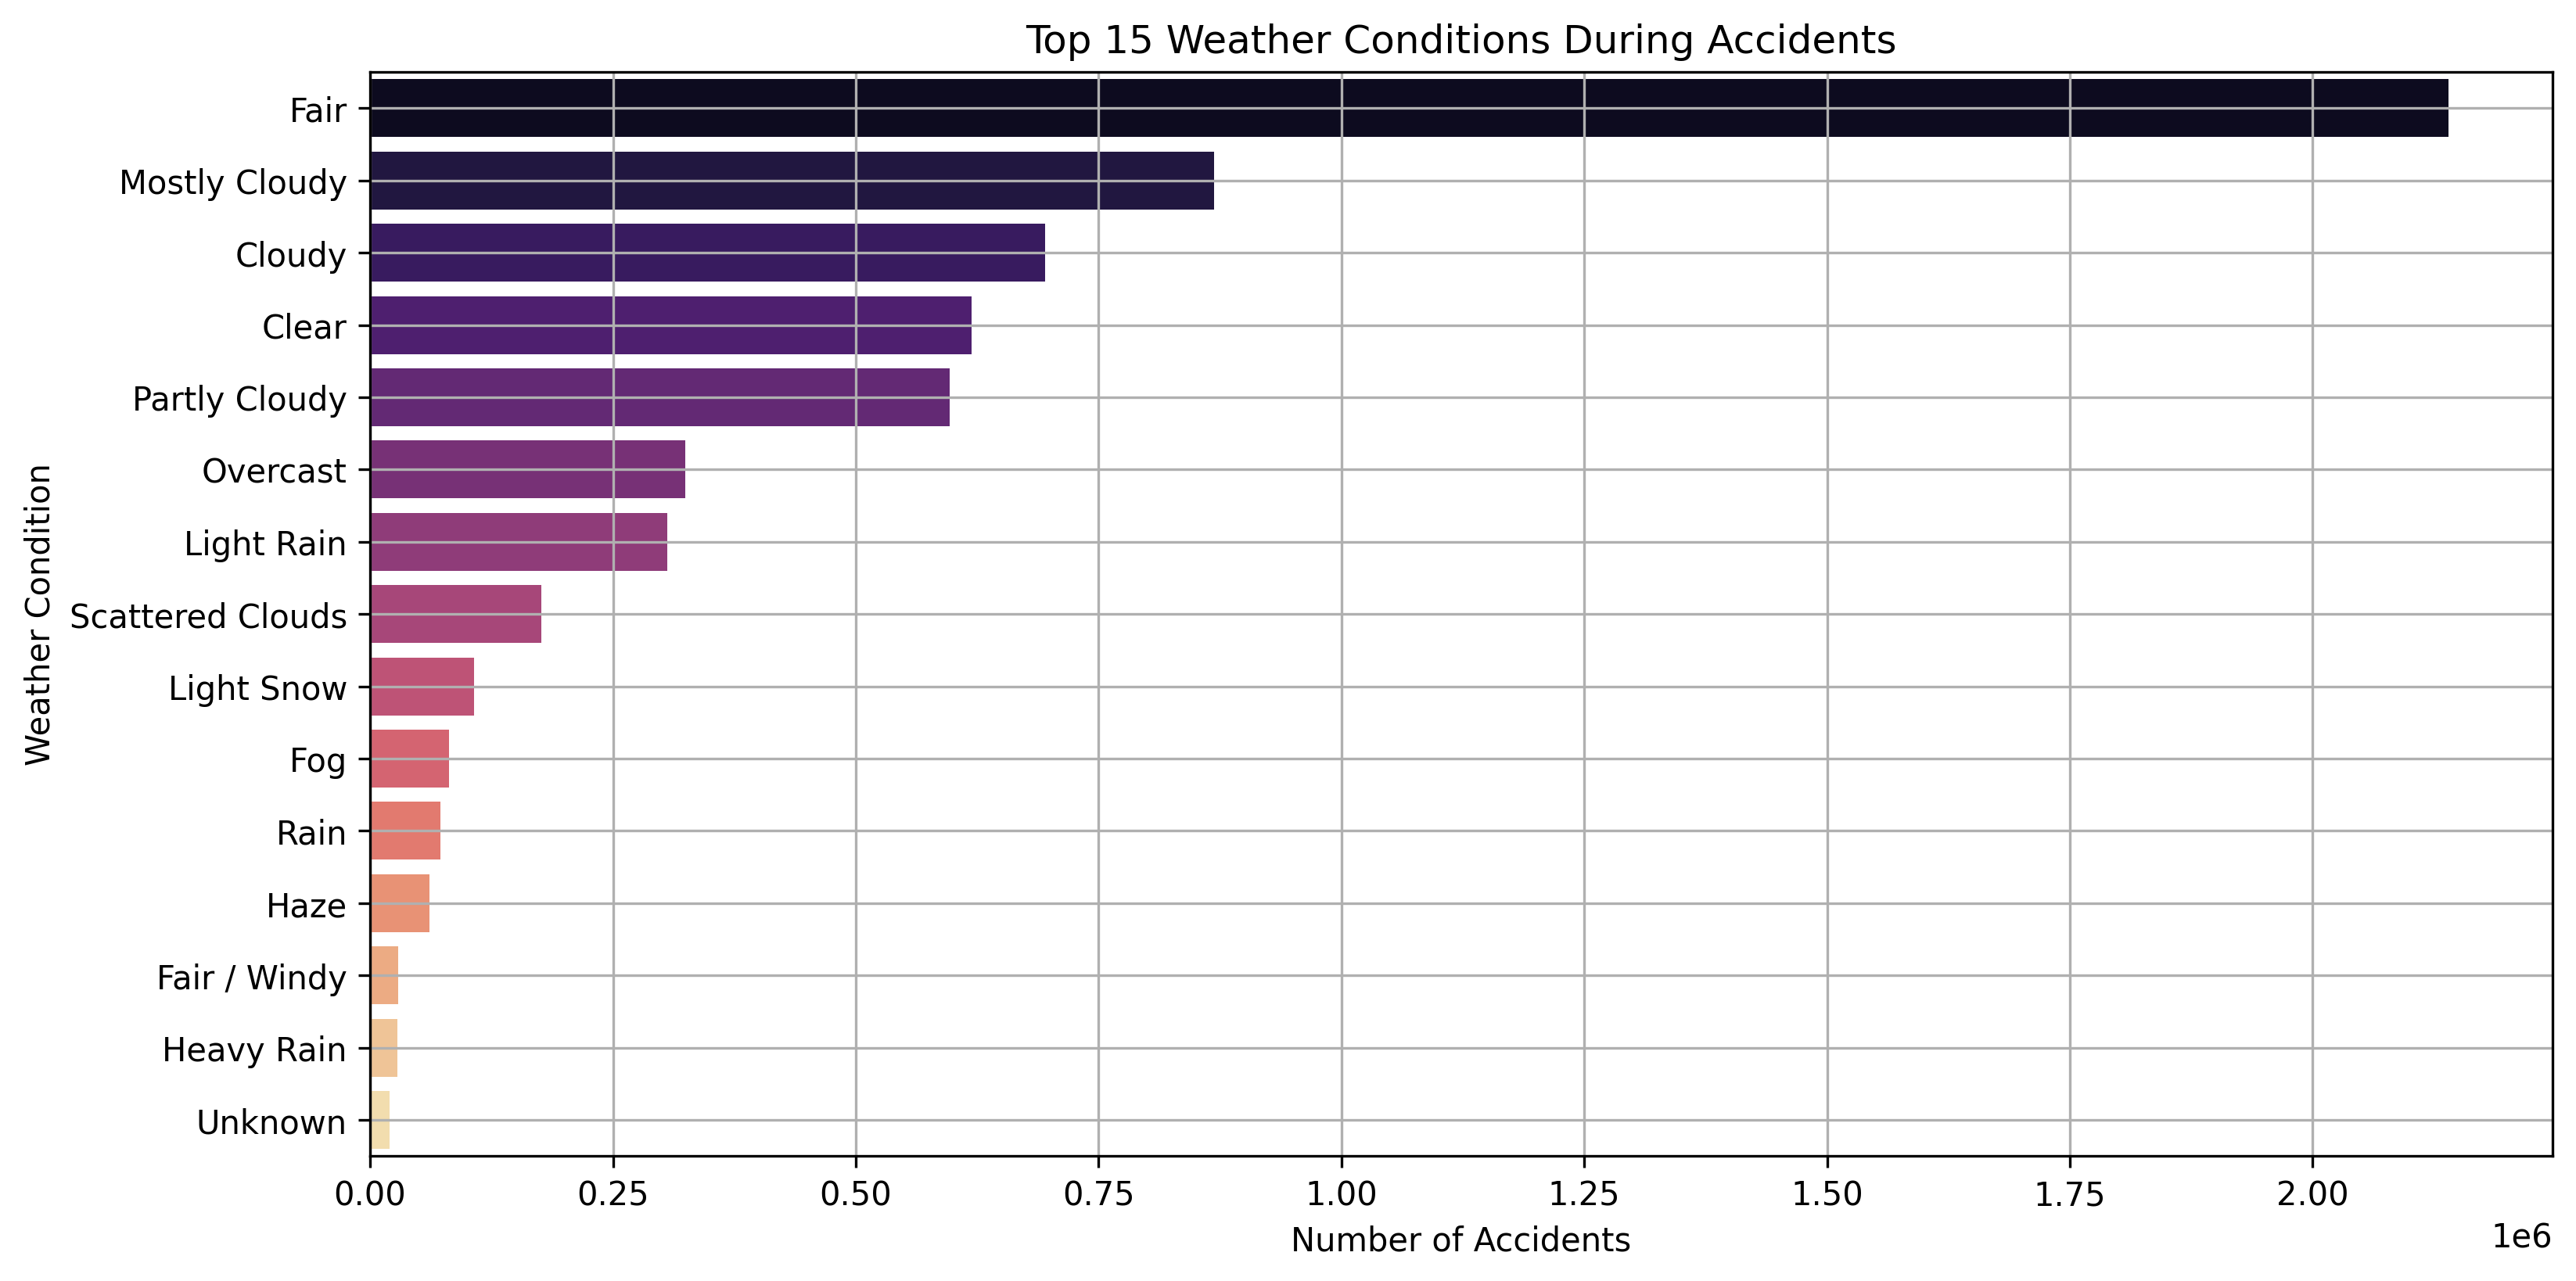 Top 15 Weather Conditions During Accidents
Weather Condition
Fair
Mostly Cloudy
Cloudy
Clear
Partly Cloudy
Overcast
Light Rain
Scattered Clouds
Light Snow
Fog
Rain
Haze
Fair / Windy
Heavy Rain
Unknown
0.00 0.25 0.50 0.75 1.00 1.25 1.50 1.75 2.00
1e6
Number of Accidents